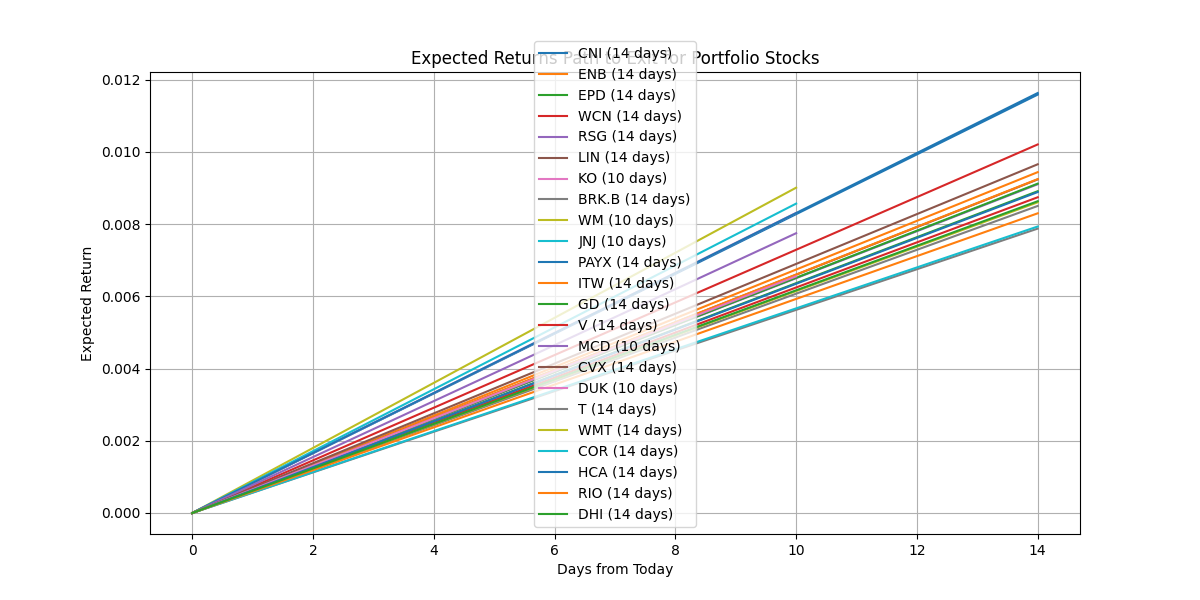 Expected Returns Path to Exit for Portfolio Stocks
CNI (14 days)
ENB (14 days)
EPD (14 days)
WCN (14 days)
RSG (14 days)
LIN (14 days)
KO (10 days)
BRK.B (14 days)
WM (10 days)
JNJ (10 days)
PAYX (14 days)
ITW (14 days)
GD (14 days)
V (14 days)
MCD (10 days)
CVX (14 days)
DUK (10 days)
T (14 days)
WMT (14 days)
COR (14 days)
HCA (14 days)
RIO (14 days)
DHI (14 days)
Expected Return
0.012
0.010
0.008
0.006
0.004
0.002
0.000
0 2 4 6 8 10 12 14
Days from Today